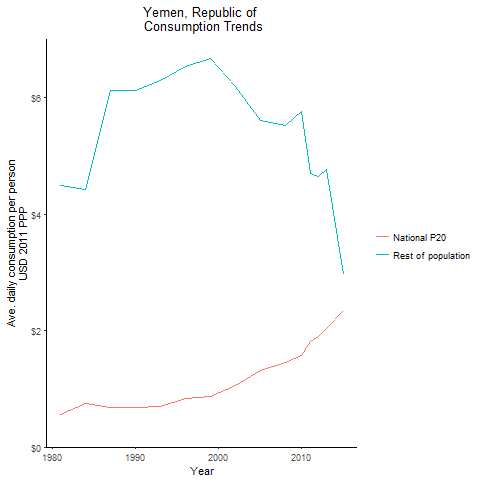 Yemen, Republic of
Consumption Trends
Ave. daily consumption per person
USD 2011 PPP
$6
$4
$2
$0
1980
1990
2000
2010
Year
National P20
Rest of population